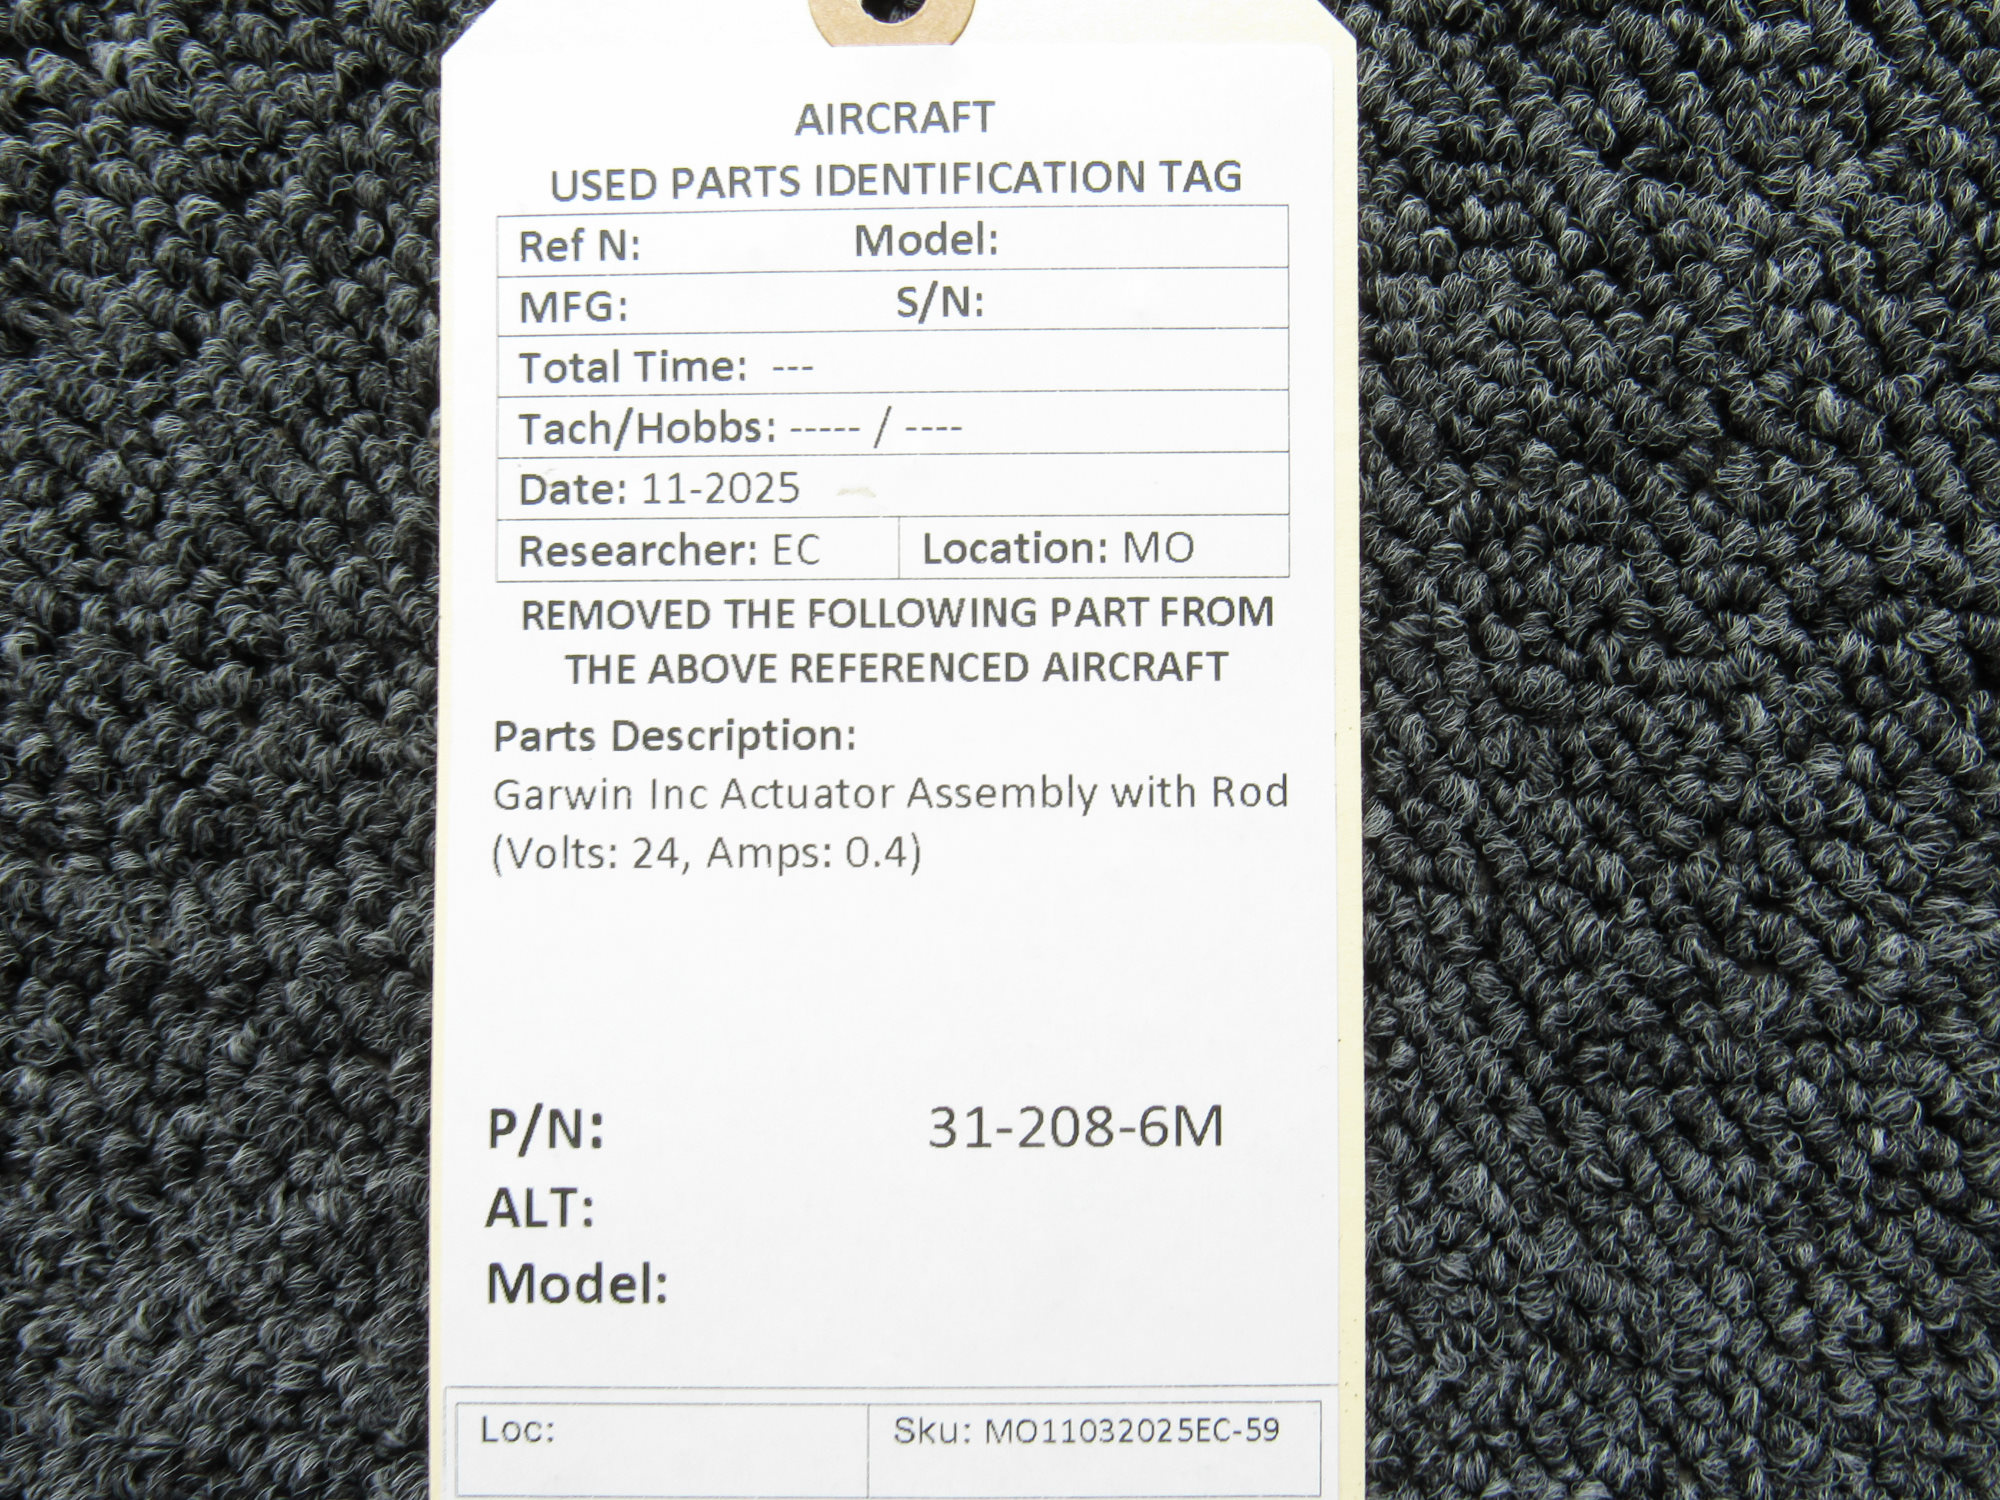 AIRCRAFT
USED PARTS IDENTIFICATION TAG
Ref N: Model:
MFG: S/N:
Total Time: ---
Tach/Hobbs: ----- / ----
Date: 11-2025
Researcher: EC Location: MO
REMOVED THE FOLLOWING PART FROM
THE ABOVE REFERENCED AIRCRAFT
Parts Description:
Garwin Inc Actuator Assembly with Rod
(Volts: 24, Amps: 0.4)
P/N: 31-208-6M
ALT:
Model:
Loc: Sku: MO11032025EC-59